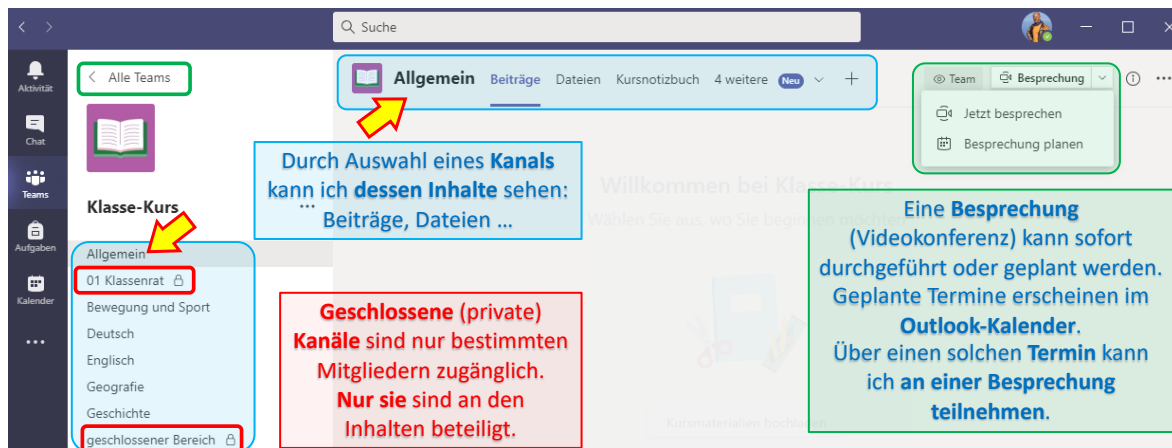 Suche
Aktivität
Chat
Teams
Aufgaben
Kalender
Alle Teams
Klasse-Kurs
Allgemein
01 Klassenrat
Bewegung und Sport
Deutsch
Englisch
Geografie
Geschichte
geschlossener Bereich
Allgemein Beiträge Dateien Kursnotizbuch 4 weitere Neu
Team Besprechung
Jetzt besprechen
Besprechung planen
Willkommen bei Klasse-Kurs
Wählen Sie aus, wo Sie beginnen möchten
Durch Auswahl eines Kanals
kann ich dessen Inhalte sehen:
Beiträge, Dateien ...
Geschlossene (private)
Kanäle sind nur bestimmten
Mitgliedern zugänglich.
Nur sie sind an den
Inhalten beteiligt.
Eine Besprechung
(Videokonferenz) kann sofort
durchgeführt oder geplant werden.
Geplante Termine erscheinen im
Outlook-Kalender.
Über einen solchen Termin kann
ich an einer Besprechung
teilnehmen.
Kursmaterialien hochladen